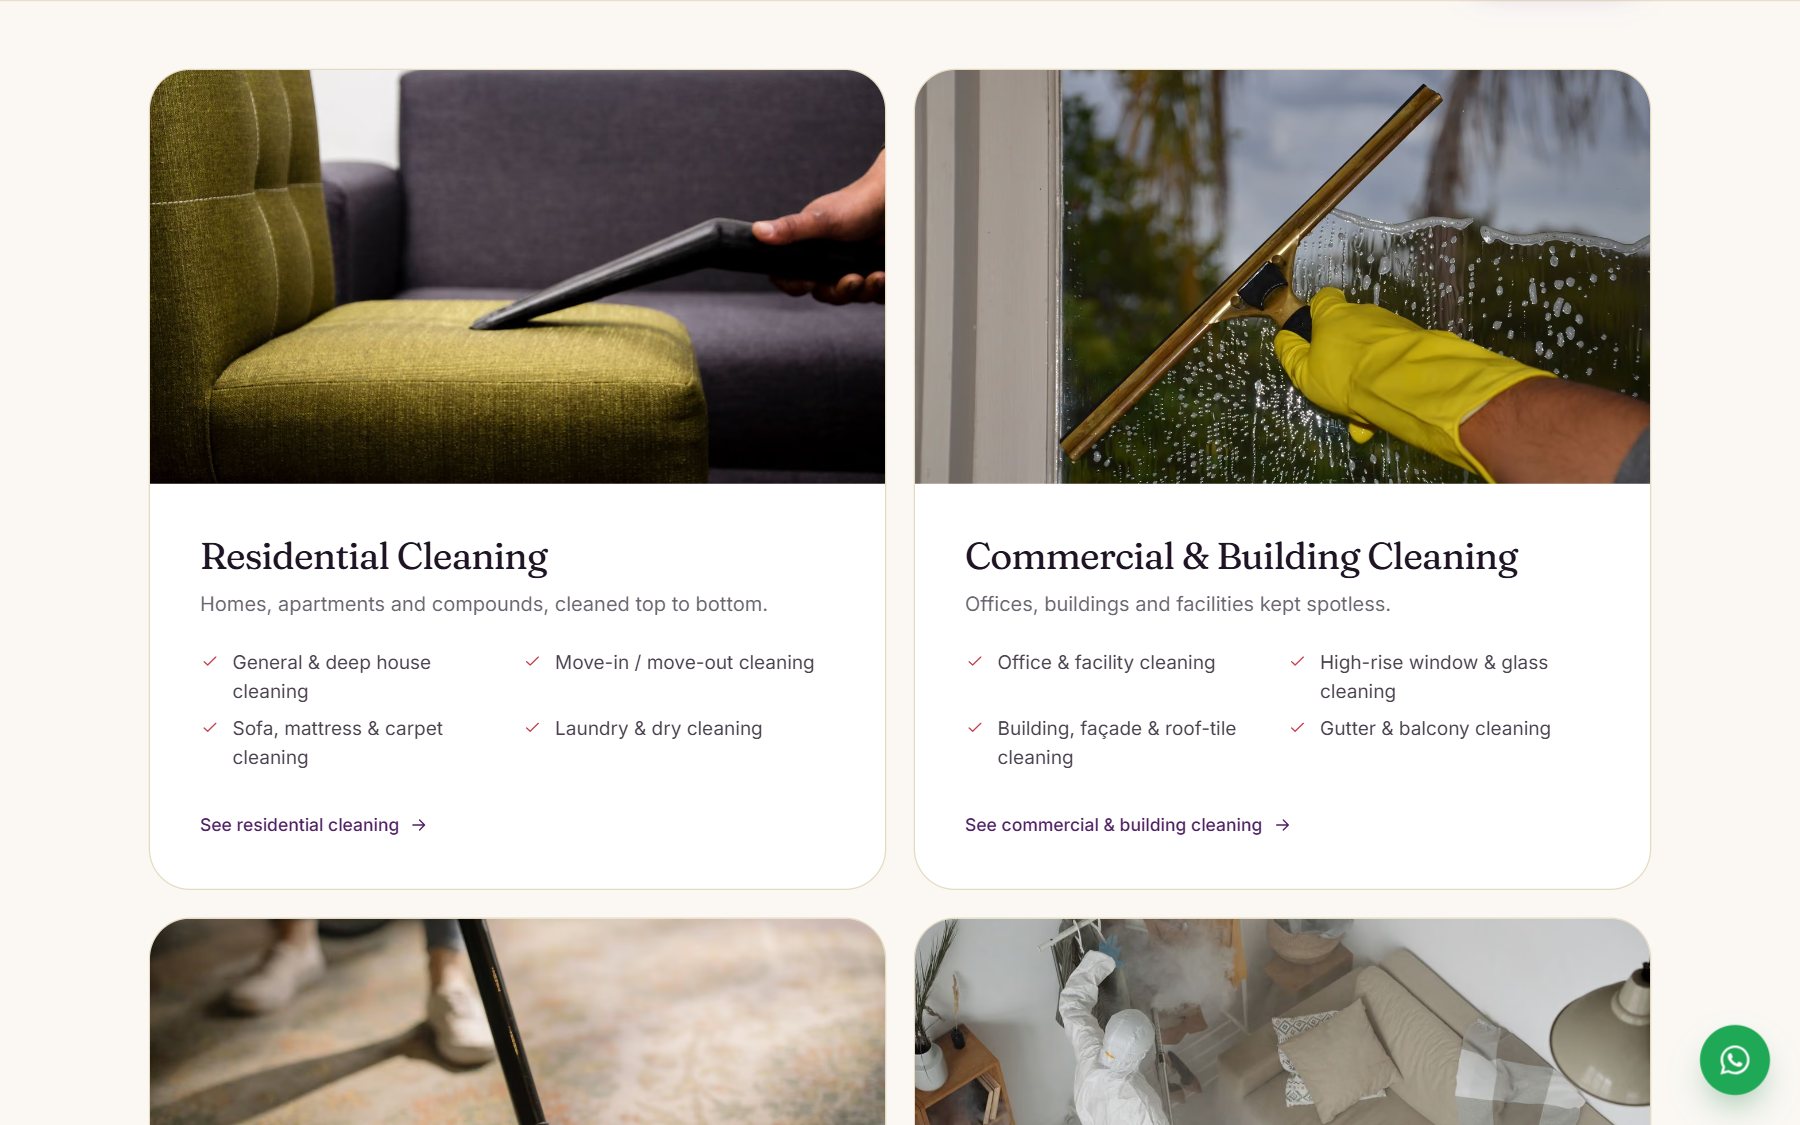 Residential Cleaning
Homes, apartments and compounds, cleaned top to bottom.
General & deep house
cleaning
Move-in / move-out cleaning
Sofa, mattress & carpet
cleaning
Laundry & dry cleaning
See residential cleaning →
Commercial & Building Cleaning
Offices, buildings and facilities kept spotless.
Office & facility cleaning
High-rise window & glass
cleaning
Building, façade & roof-tile
cleaning
Gutter & balcony cleaning
See commercial & building cleaning →